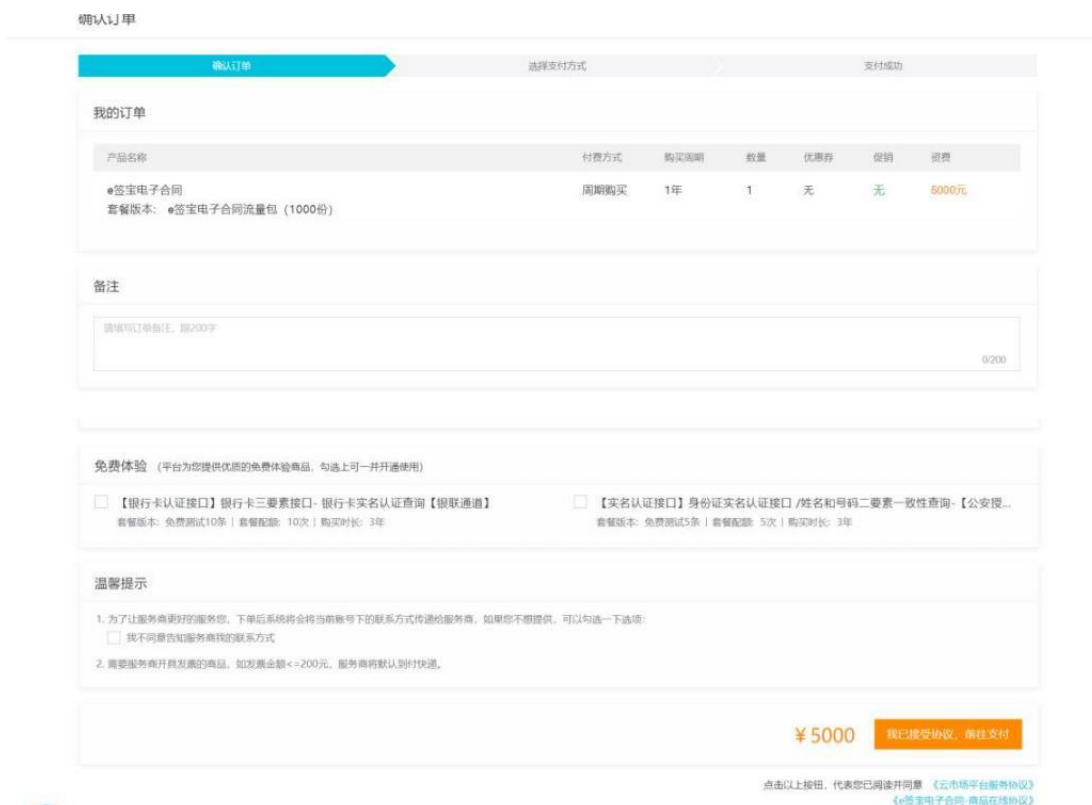 确认订单
确认订单 选择支付方式 支付成功
我的订单
产品名称 付费方式 购买周期 数量 优惠券 促销 资费
e签宝电子合同 周期购买 1年 1 无 无 5000元
套餐版本: e签宝电子合同流量包（1000份）
备注
请填写订单备注，限200字
0/200
免费体验 (平台为您提供优质的免费体验商品，勾选上可一并开通使用)
【银行卡认证接口】银行卡三要素接口- 银行卡实名认证查询【银联通道】 【实名认证接口】身份证实名认证接口 /姓名和号码二要素一致性查询-【公安授...
套餐版本: 免费测试10条 | 套餐配额: 10次 | 购买时长: 3年 套餐版本: 免费测试5条 | 套餐配额: 5次 | 购买时长: 3年
温馨提示
1. 为了让服务商更好的服务您，下单后系统将会将当前账号下的联系方式传递给服务商，如果您不想提供，可以勾选一下选项:
我不同意告知服务商我的联系方式
2. 需要服务商开具发票的商品，如发票金额<=200元，服务商将默认到付快递。
¥ 5000 我已接受协议，前往支付
点击以上按钮，代表您已阅读并同意 《云市场平台服务协议》
《e签宝电子合同-商品在线协议》